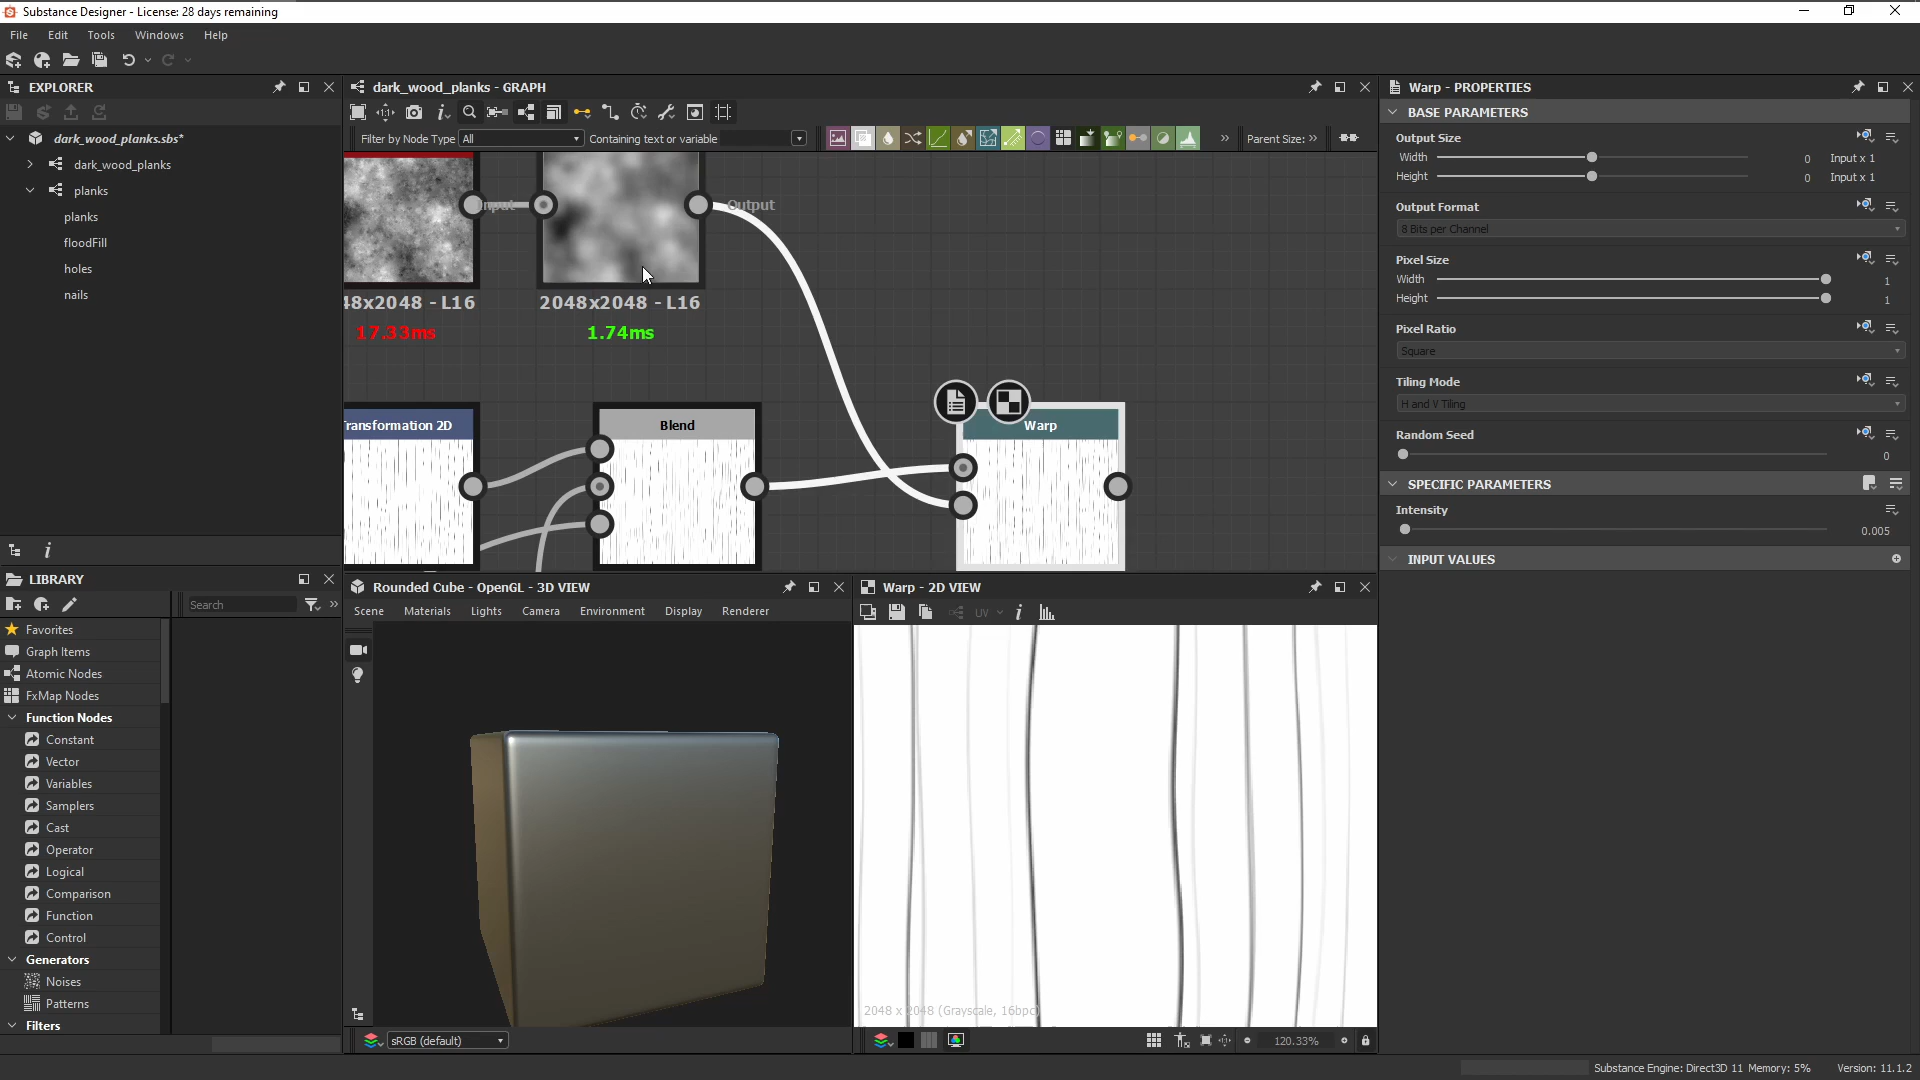 Substance Designer - License: 28 days remaining
File Edit Tools Windows Help
EXPLORER
dark_wood_planks.sbs*
dark_wood_planks
planks
planks
floodFill
holes
nails
LIBRARY
Search
Favorites
Graph Items
Atomic Nodes
FxMap Nodes
Function Nodes
Constant
Vector
Variables
Samplers
Cast
Operator
Logical
Comparison
Function
Control
Generators
Noises
Patterns
Filters
dark_wood_planks - GRAPH
Filter by Node Type All Containing text or variable
Parent Size: »
Input
Output
48x2048 - L16
2048x2048 - L16
17.33ms
1.74ms
Transformation 2D
Blend
Warp
Rounded Cube - OpenGL - 3D VIEW
Scene Materials Lights Camera Environment Display Renderer
sRGB (default)
Warp - 2D VIEW
UV
2048 x 2048 (Grayscale, 16bpc)
120.33%
Warp - PROPERTIES
BASE PARAMETERS
Output Size
Width 0 Input x 1
Height 0 Input x 1
Output Format
8 Bits per Channel
Pixel Size
Width 1
Height 1
Pixel Ratio
Square
Tiling Mode
H and V Tiling
Random Seed
0
SPECIFIC PARAMETERS
Intensity
0.005
INPUT VALUES
Substance Engine: Direct3D 11 Memory: 5% Version: 11.1.2